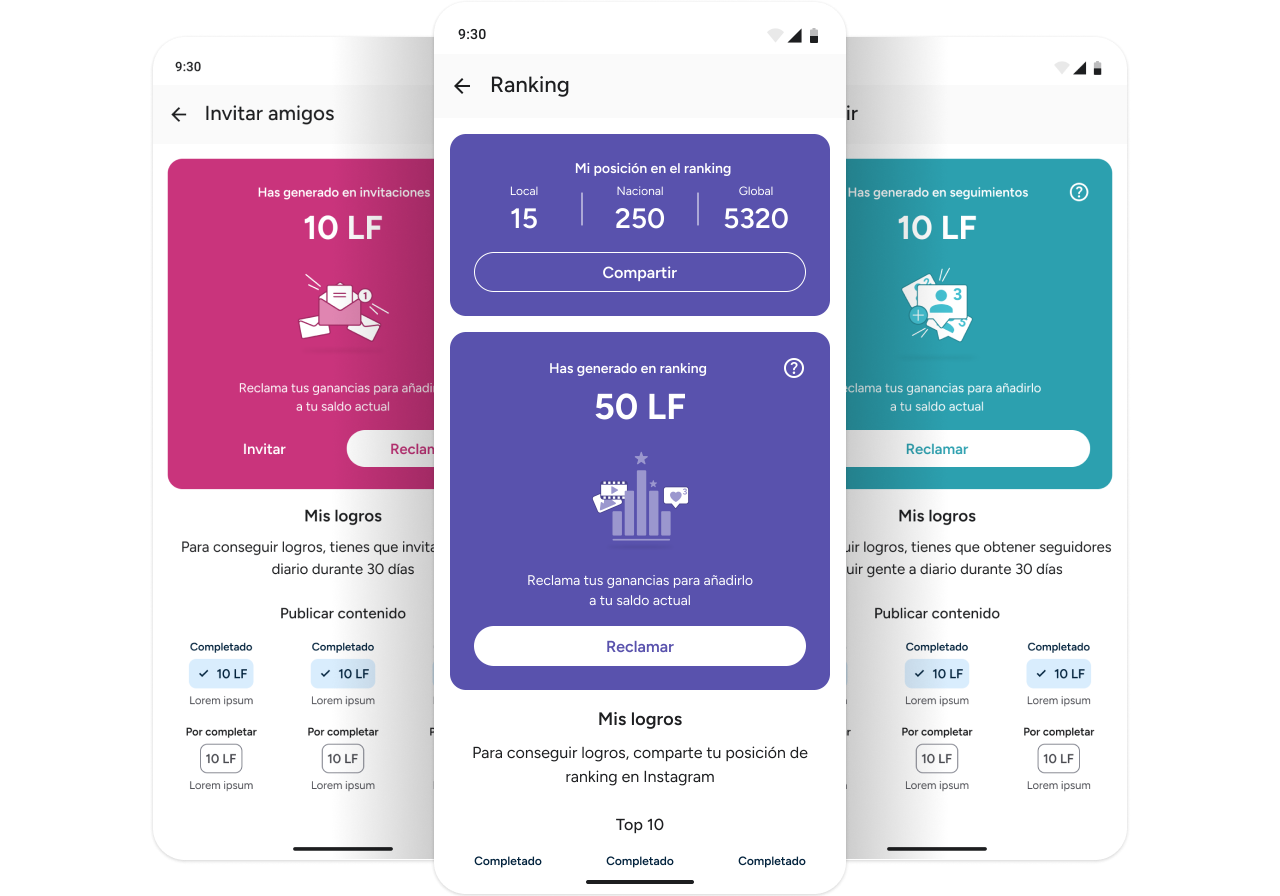 9:30
Invitar amigos
Has generado en invitaciones
10 LF
1
Reclama tus ganancias para
a tu saldo actual
Invitar
Mis logros
Para conseguir logros, tienes que
diario durante 30 días
Publicar contenido
Completado
Completado
10 LF
10 LF
Lorem ipsum
Lorem ipsum
Por completar
Por completar
10 LF
10 LF
Lorem ipsum
Lorem ipsum
9:30
Ranking
Mi posición en el ranking
Local
Nacional
Global
15
250
5320
Compartir
Has generado en ranking
?
50 LF
Reclama tus ganancias para añadirlo
a tu saldo actual
Reclamar
Mis logros
Para conseguir logros, comparte tu posición de
ranking en Instagram
Top 10
Completado
Completado
Completado
Has generado en seguimientos
?
10 LF
2
3
5
tus ganancias para añadirlo
a tu saldo actual
Reclamar
Mis logros
logros, tienes que obtener seguidores
gente a diario durante 30 días
Publicar contenido
Completado
Completado
10 LF
10 LF
Lorem ipsum
Lorem ipsum
Por completar
Por completar
10 LF
10 LF
Lorem ipsum
Lorem ipsum